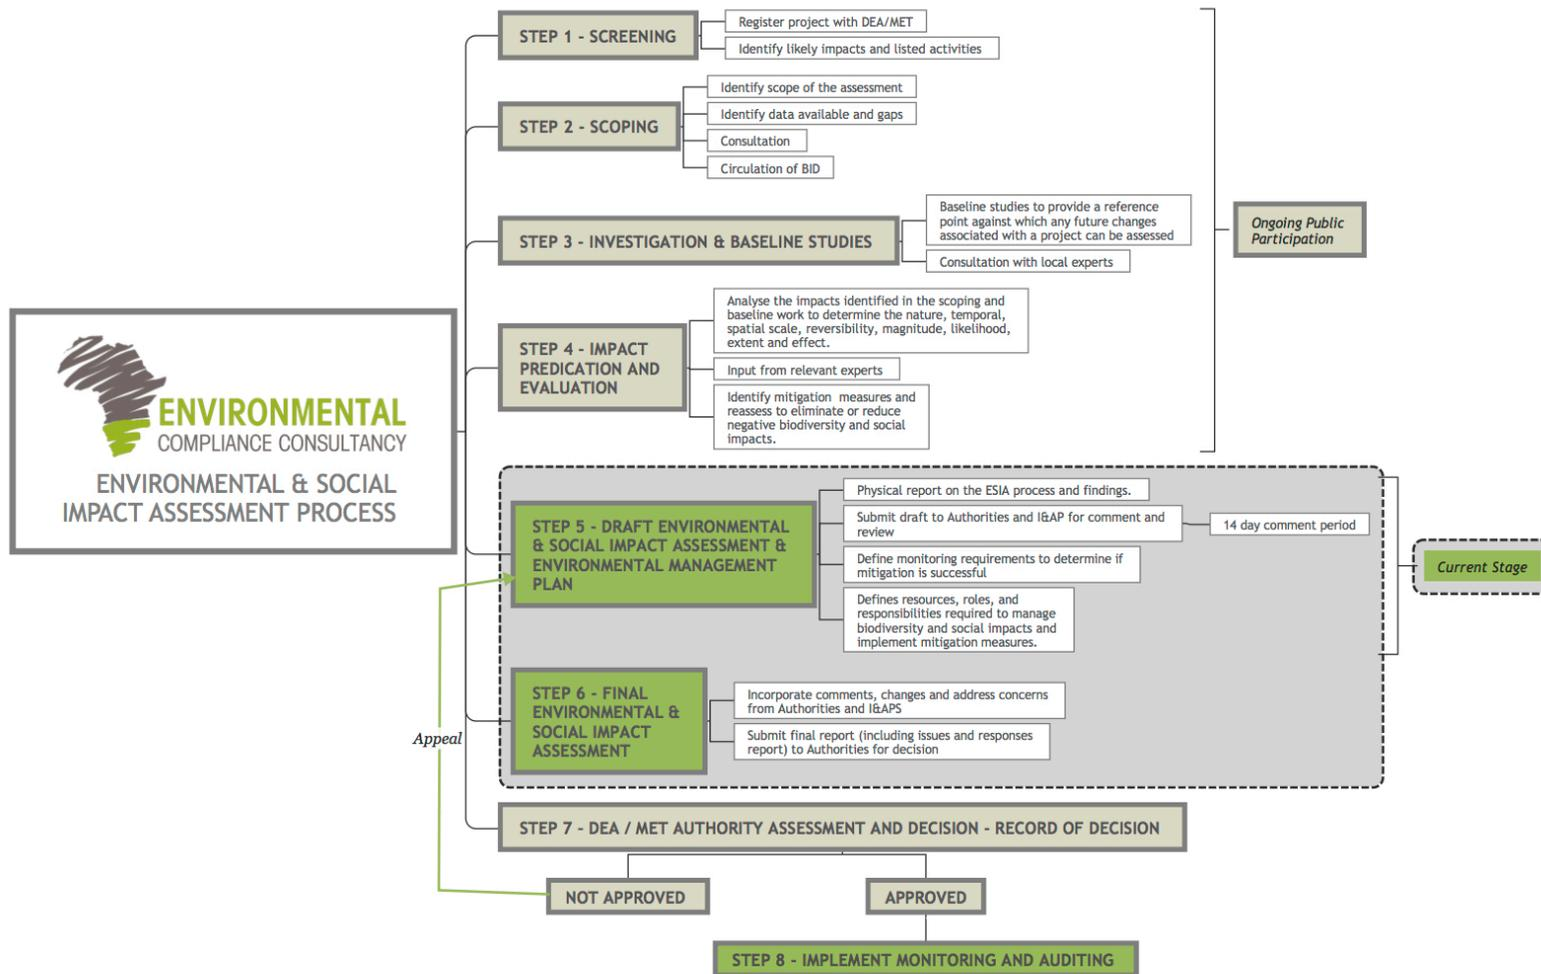 ENVIRONMENTAL
COMPLIANCE CONSULTANCY
ENVIRONMENTAL & SOCIAL
IMPACT ASSESSMENT PROCESS
STEP 1 - SCREENING
Register project with DEA/MET
Identify likely impacts and listed activities
STEP 2 - SCOPING
Identify scope of the assessment
Identify data available and gaps
Consultation
Circulation of BID
STEP 3 - INVESTIGATION & BASELINE STUDIES
Baseline studies to provide a reference
point against which any future changes
associated with a project can be assessed
Consultation with local experts
Ongoing Public
Participation
STEP 4 - IMPACT
PREDICATION AND
EVALUATION
Analyse the impacts identified in the scoping and
baseline work to determine the nature, temporal,
spatial scale, reversibility, magnitude, likelihood,
extent and effect.
Input from relevant experts
Identify mitigation measures and
reassess to eliminate or reduce
negative biodiversity and social
impacts.
STEP 5 - DRAFT ENVIRONMENTAL
& SOCIAL IMPACT ASSESSMENT &
ENVIRONMENTAL MANAGEMENT
PLAN
Physical report on the ESIA process and findings.
Submit draft to Authorities and I&AP for comment and
review
14 day comment period
Define monitoring requirements to determine if
mitigation is successful
Defines resources, roles, and
responsibilities required to manage
biodiversity and social impacts and
implement mitigation measures.
Current Stage
STEP 6 - FINAL
ENVIRONMENTAL &
SOCIAL IMPACT
ASSESSMENT
Incorporate comments, changes and address concerns
from Authorities and I&APS
Submit final report (including issues and responses
report) to Authorities for decision
Appeal
STEP 7 - DEA / MET AUTHORITY ASSESSMENT AND DECISION - RECORD OF DECISION
NOT APPROVED
APPROVED
STEP 8 - IMPLEMENT MONITORING AND AUDITING